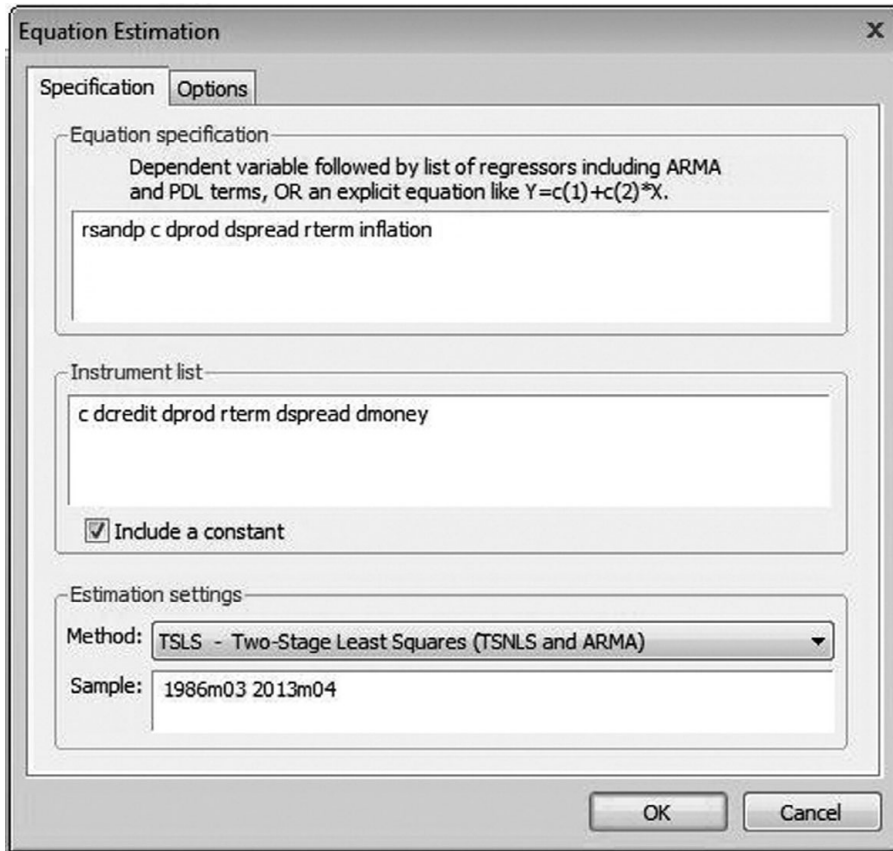 Equation Estimation
X
Specification
Options
Equation specification
Dependent variable followed by list of regressors including ARMA
and PDL terms, OR an explicit equation like Y=c(1)+c(2)*X.
rsandp c dprod dspread rterm inflation
Instrument list
c dcredit dprod rterm dspread dmoney
Include a constant
Estimation settings
Method: TSLS - Two-Stage Least Squares (TSNLS and ARMA)
Sample: 1986m03 2013m04
OK
Cancel